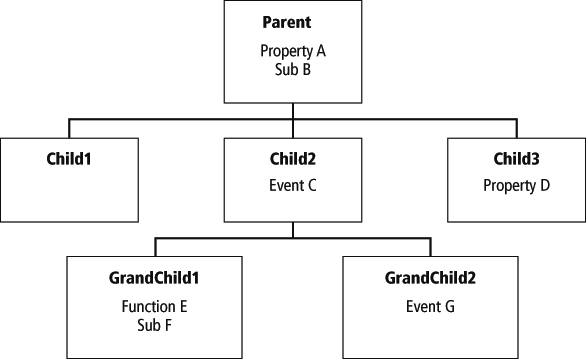 Parent
Property A
Sub B
Child1
Child2
Event C
Child3
Property D
GrandChild1
Function E
Sub F
GrandChild2
Event G